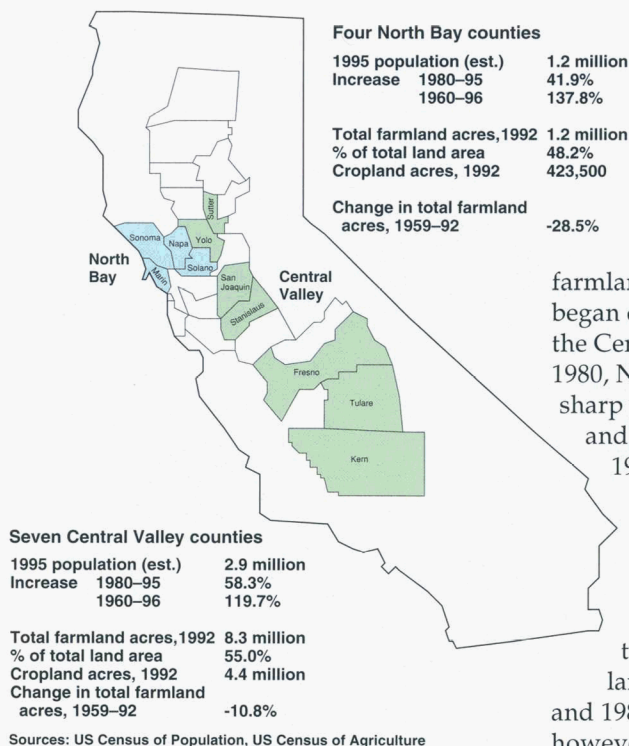 Four North Bay counties
1995 population (est.) 1.2 million
Increase 1980–95 41.9%
1960–96 137.8%
Total farmland acres,1992 1.2 million
% of total land area 48.2%
Cropland acres, 1992 423,500
Change in total farmland
acres, 1959–92 -28.5%
Sutter
Sonoma
Napa
Yolo
Solano
Marin
North
Bay
San
Joaquin
Stanislaus
Central
Valley
Fresno
Tulare
Kern
Seven Central Valley counties
1995 population (est.) 2.9 million
Increase 1980–95 58.3%
1960–96 119.7%
Total farmland acres,1992 8.3 million
% of total land area 55.0%
Cropland acres, 1992 4.4 million
Change in total farmland
acres, 1959–92 -10.8%
Sources: US Census of Population, US Census of Agriculture
farmlan
began
the Cen
1980, N
sharp
and
19
t
lar
and 198
howeve